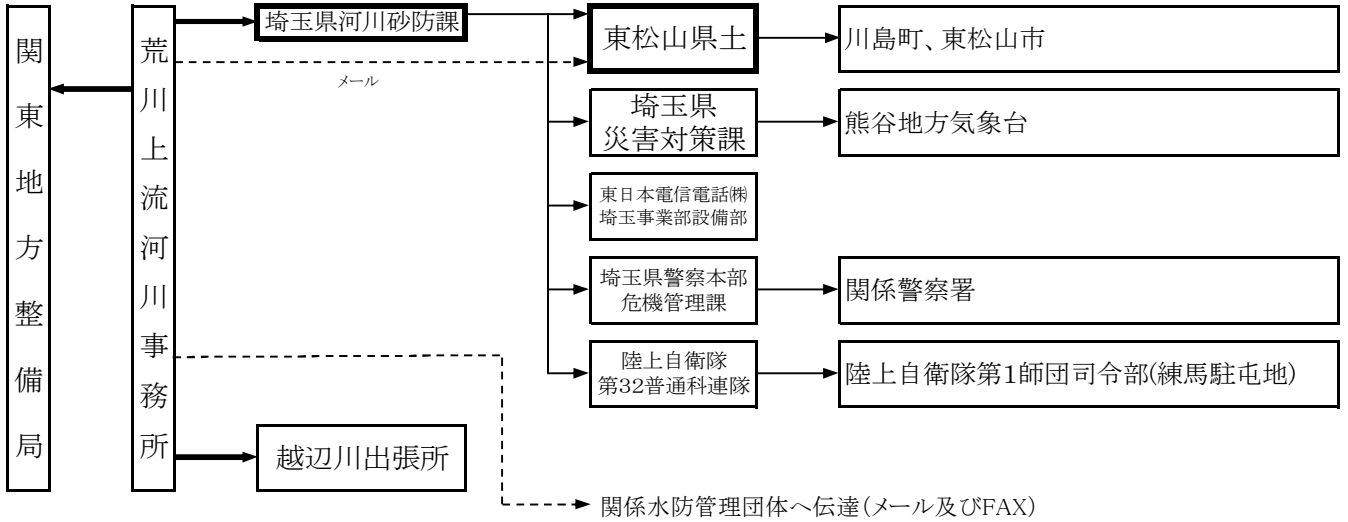 関東地方整備局
荒川上流河川事務所
埼玉県河川砂防課
メール
東松山県土
川島町、東松山市
埼玉県
災害対策課
熊谷地方気象台
東日本電信電話㈱
埼玉事業部設備部
埼玉県警察本部
危機管理課
関係警察署
陸上自衛隊
第32普通科連隊
陸上自衛隊第1師団司令部(練馬駐屯地)
越辺川出張所
関係水防管理団体へ伝達(メール及びFAX)